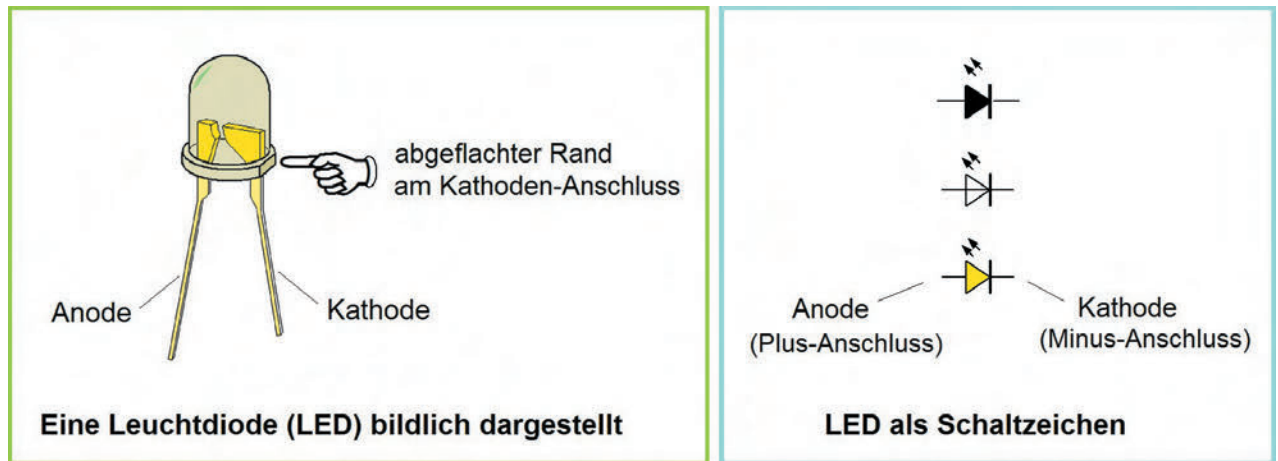 abgeflachter Rand
am Kathoden-Anschluss
Anode
Kathode
Eine Leuchtdiode (LED) bildlich dargestellt
Anode
(Plus-Anschluss)
Kathode
(Minus-Anschluss)
LED als Schaltzeichen